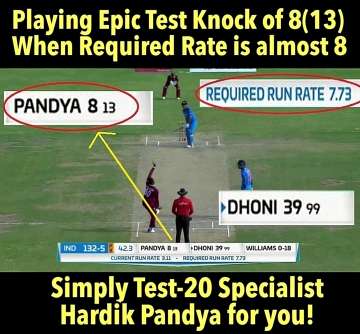 Playing Epic Test Knock of 8(13)
When Required Rate is almost 8
PANDYA 8 13
REQUIRED RUN RATE 7.73
DHONI 39 99
IND 132-5 42.3 PANDYA 8 13 DHONI 39 99 WILLIAMS 0-18
CURRENT RUN RATE 3.11 • REQUIRED RUN RATE 7.73
Simply Test-20 Specialist
Hardik Pandya for you!